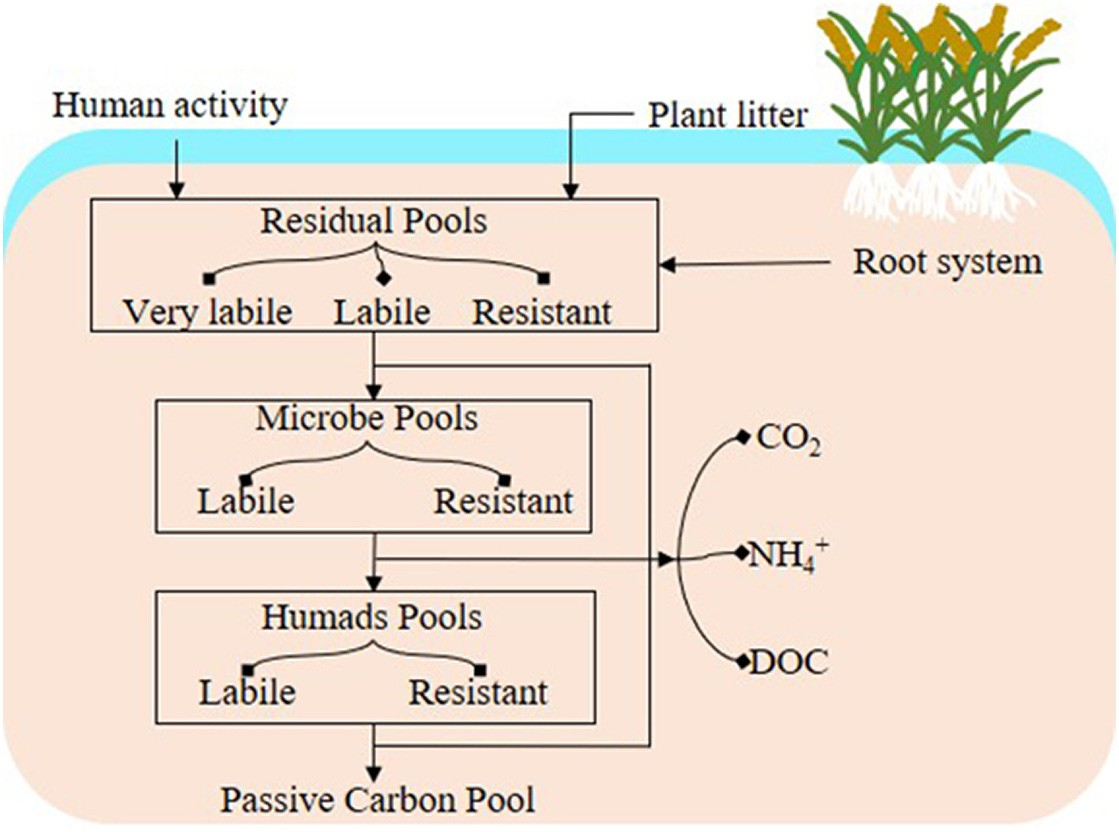 Human activity
Plant litter
Residual Pools
Root system
Very labile Labile Resistant
Microbe Pools
CO₂
Labile Resistant
NH₄⁺
Humads Pools
DOC
Labile Resistant
Passive Carbon Pool